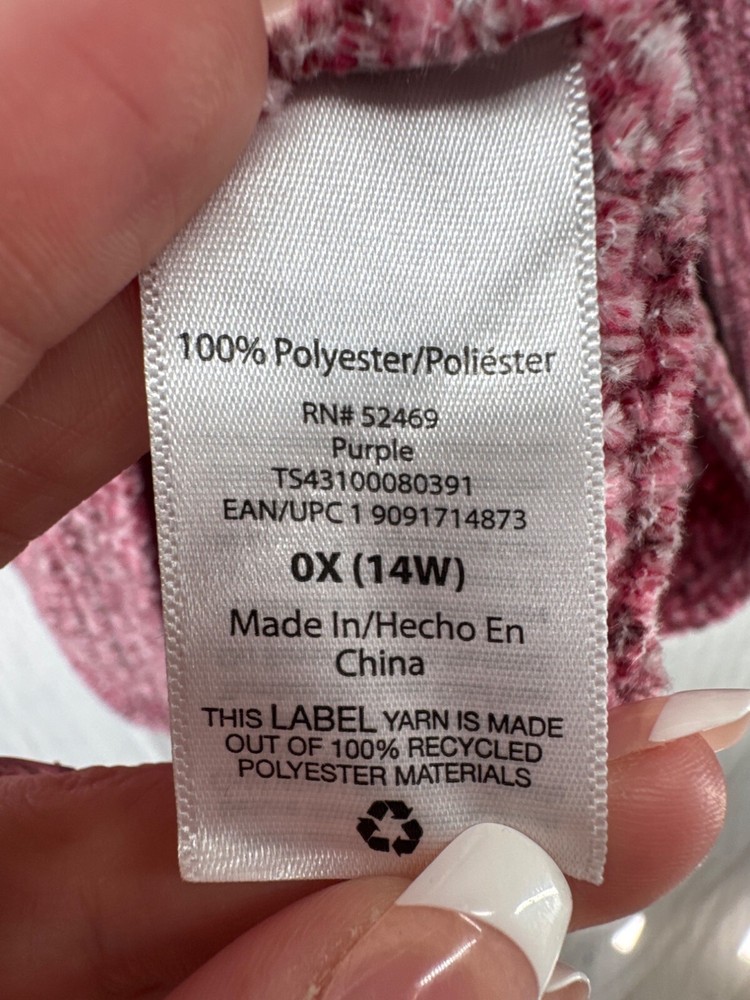 100% Polyester/Poliéster
RN# 52469
Purple
TS43100080391
EAN/UPC 1 9091714873
0X (14W)
Made In/Hecho En
China
THIS LABEL YARN IS MADE
OUT OF 100% RECYCLED
POLYESTER MATERIALS